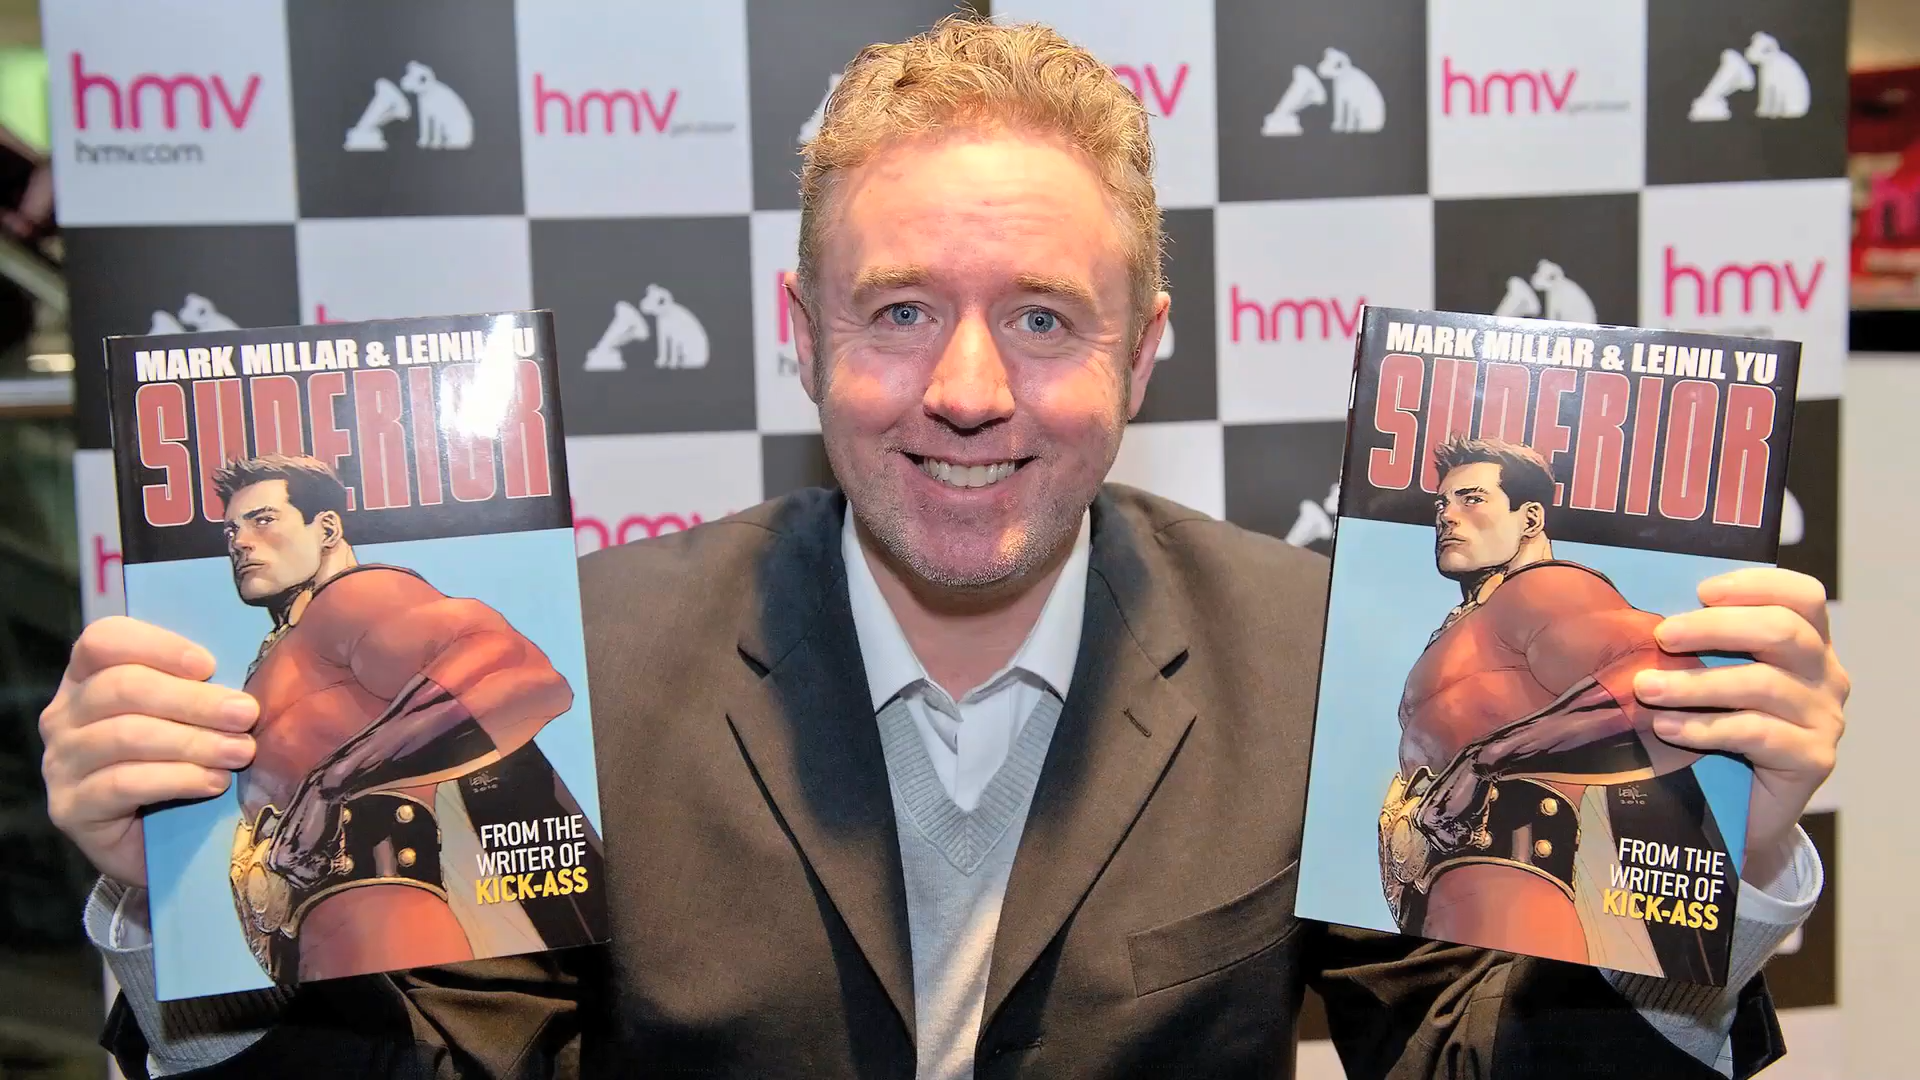 hmv
hmv.com
hmv
hmv
hmv
hmv
hmv
MARK MILLAR & LEINIL YU
SUPERIOR
FROM THE
WRITER OF
KICK-ASS
MARK MILLAR & LEINIL YU
SUPERIOR
FROM THE
WRITER OF
KICK-ASS
hmv